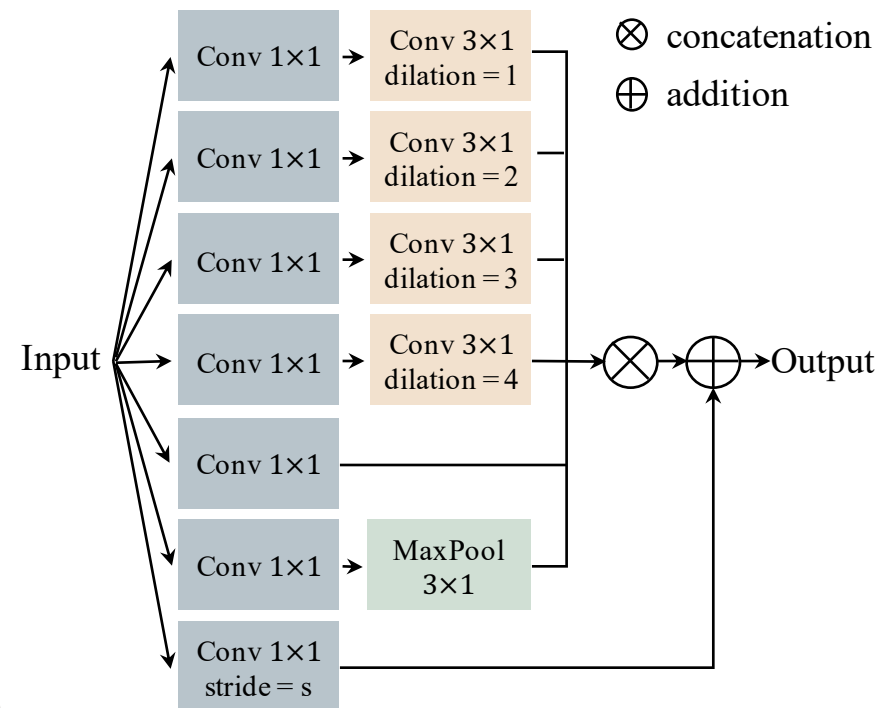 Conv 1×1
Conv 3×1
dilation = 1
⊗ concatenation
⊕ addition
Conv 1×1
Conv 3×1
dilation = 2
Conv 1×1
Conv 3×1
dilation = 3
Input
Conv 1×1
Conv 3×1
dilation = 4
Output
Conv 1×1
Conv 1×1
MaxPool
3×1
Conv 1×1
stride = s